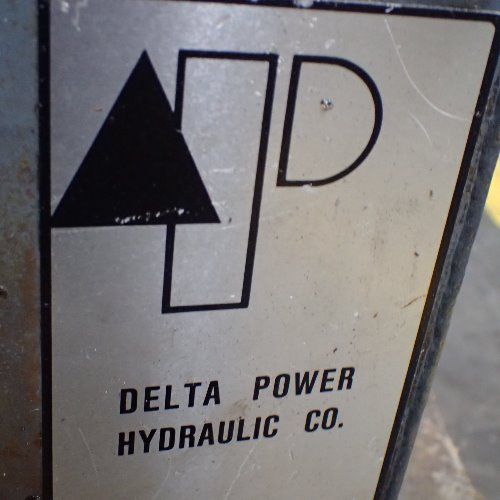 DELTA POWER
HYDRAULIC CO.